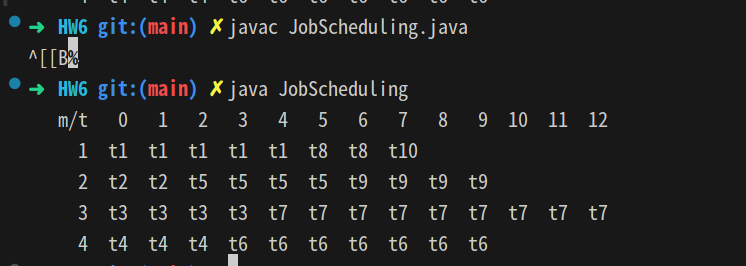 ➜ HW6 git:(main) ✗ javac JobScheduling.java
^[[B%
➜ HW6 git:(main) ✗ java JobScheduling
m/t 0 1 2 3 4 5 6 7 8 9 10 11 12
1 t1 t1 t1 t1 t1 t8 t8 t10
2 t2 t2 t5 t5 t5 t5 t9 t9 t9 t9
3 t3 t3 t3 t3 t7 t7 t7 t7 t7 t7 t7 t7 t7
4 t4 t4 t4 t6 t6 t6 t6 t6 t6 t6